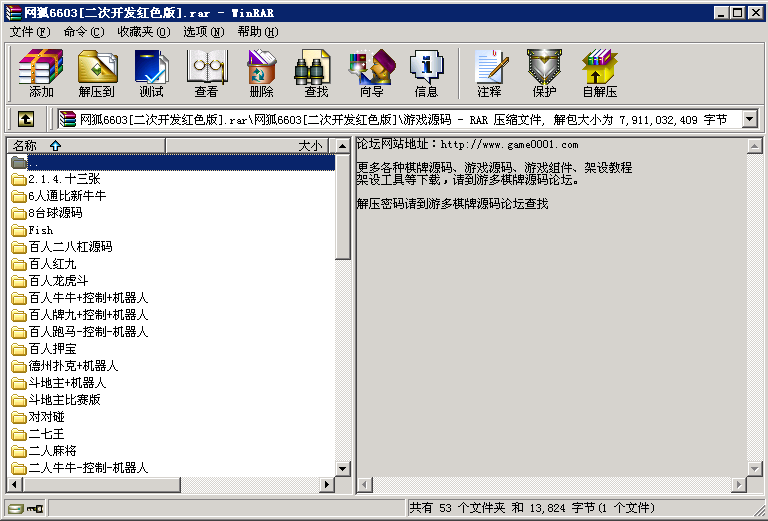 网狐6603[二次开发红色版].rar - WinRAR
文件(F) 命令(C) 收藏夹(O) 选项(N) 帮助(H)
添加 解压到 测试 查看 删除 查找 向导 信息 注释 保护 自解压
网狐6603[二次开发红色版].rar\网狐6603[二次开发红色版]\游戏源码 - RAR 压缩文件, 解包大小为 7,911,032,409 字节
名称 大小
..
2.1.4.十三张
6人通比新牛牛
8台球源码
Fish
百人二八杠源码
百人红九
百人龙虎斗
百人牛牛+控制+机器人
百人牌九+控制+机器人
百人跑马-控制-机器人
百人押宝
德州扑克+机器人
斗地主+机器人
斗地主比赛版
对对碰
二七王
二人麻将
二人牛牛-控制-机器人
论坛网站地址：http://www.game0001.com
更多各种棋牌源码、游戏源码、游戏组件、架设教程
架设工具等下载，请到游多棋牌源码论坛。
解压密码请到游多棋牌源码论坛查找
共有 53 个文件夹 和 13,824 字节(1 个文件)